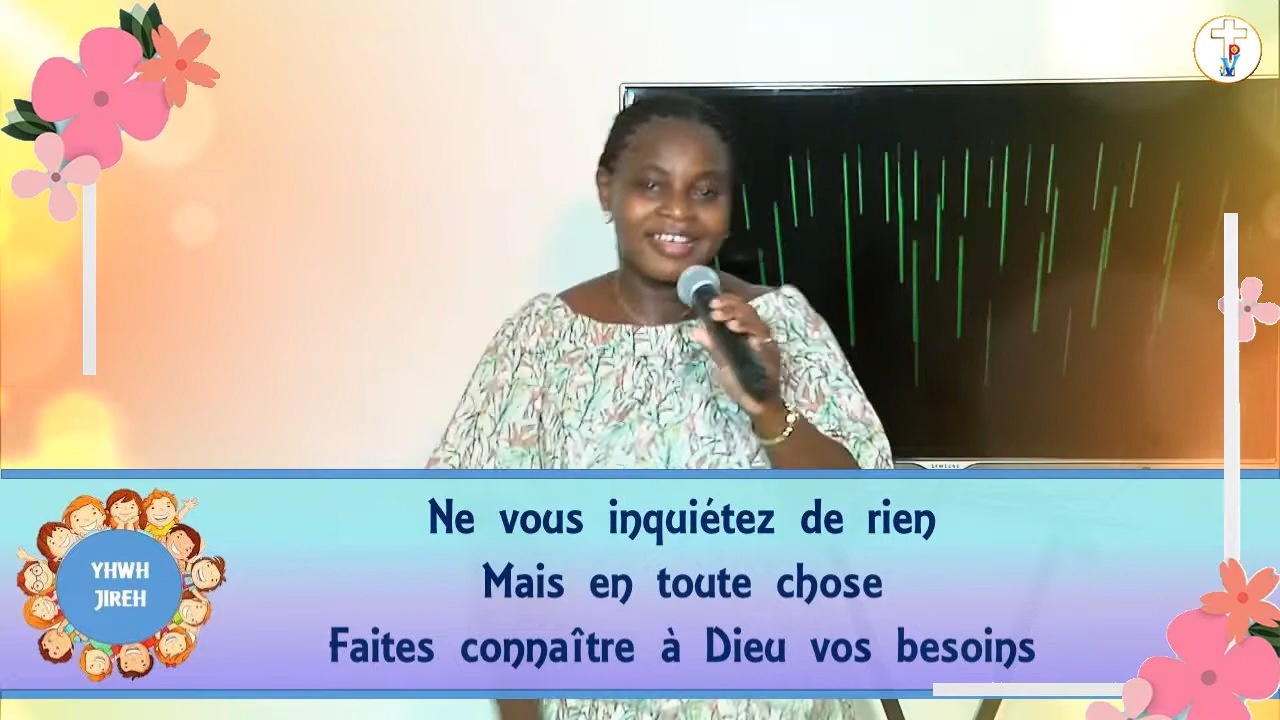 YHWH
JIREH
Ne vous inquiétez de rien
Mais en toute chose
Faites connaître à Dieu vos besoins